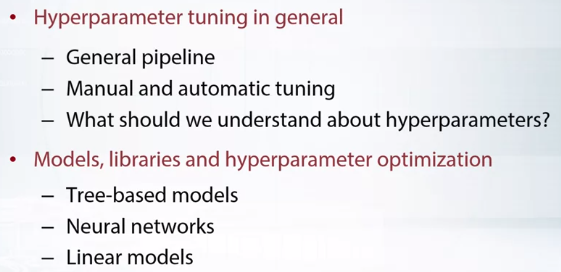 • Hyperparameter tuning in general
– General pipeline
– Manual and automatic tuning
– What should we understand about hyperparameters?
• Models, libraries and hyperparameter optimization
– Tree-based models
– Neural networks
– Linear models